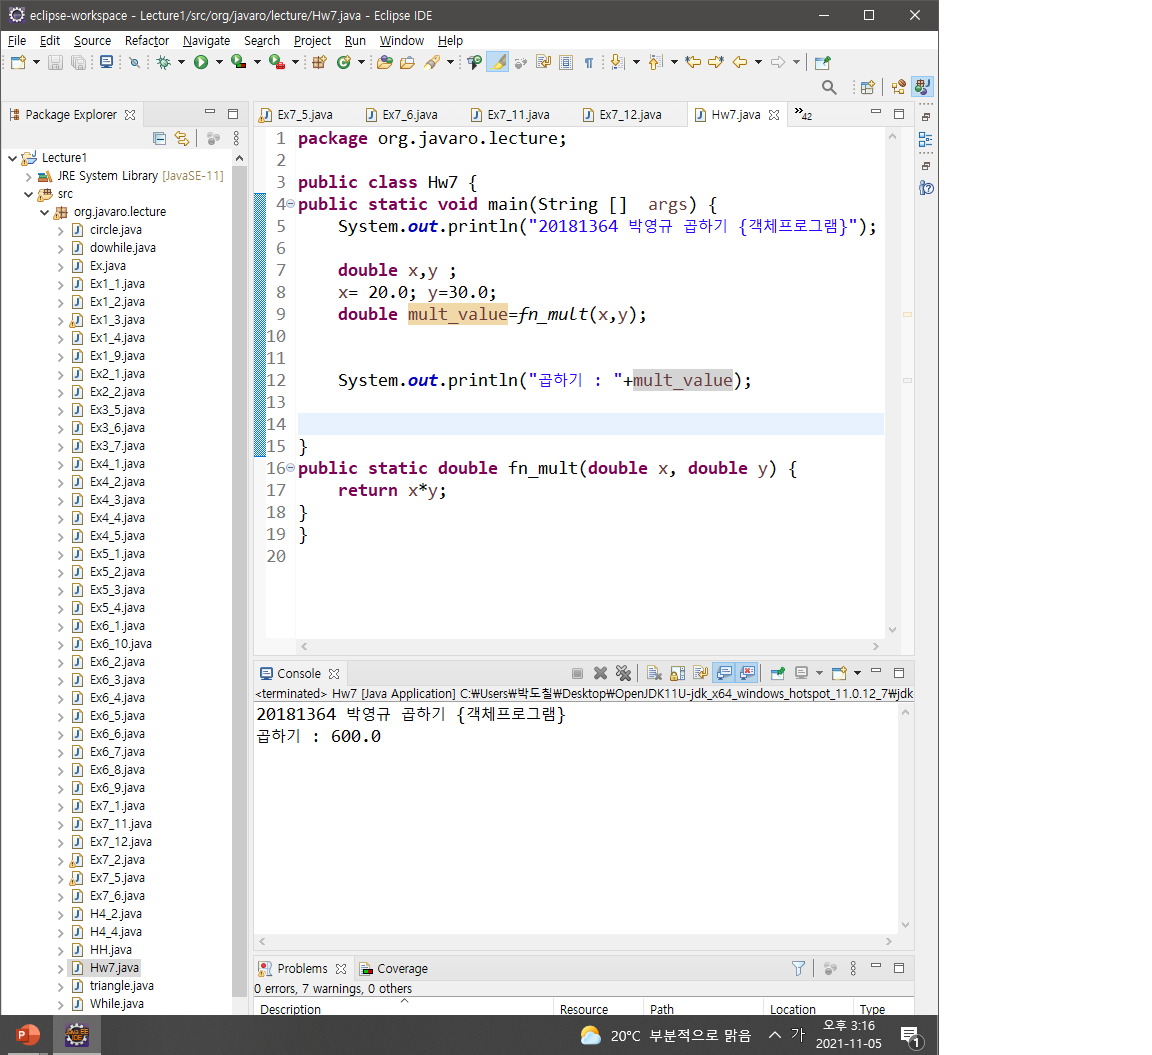 eclipse-workspace - Lecture1/src/org/javaro/lecture/Hw7.java - Eclipse IDE
File Edit Source Refactor Navigate Search Project Run Window Help
Package Explorer
Lecture1
JRE System Library [JavaSE-11]
src
org.javaro.lecture
circle.java
dowhile.java
Ex.java
Ex1_1.java
Ex1_2.java
Ex1_3.java
Ex1_4.java
Ex1_9.java
Ex2_1.java
Ex2_2.java
Ex3_5.java
Ex3_6.java
Ex3_7.java
Ex4_1.java
Ex4_2.java
Ex4_3.java
Ex4_4.java
Ex4_5.java
Ex5_1.java
Ex5_2.java
Ex5_3.java
Ex5_4.java
Ex6_1.java
Ex6_10.java
Ex6_2.java
Ex6_3.java
Ex6_4.java
Ex6_5.java
Ex6_6.java
Ex6_7.java
Ex6_8.java
Ex6_9.java
Ex7_1.java
Ex7_11.java
Ex7_12.java
Ex7_2.java
Ex7_5.java
Ex7_6.java
H4_2.java
H4_4.java
HH.java
Hw7.java
triangle.java
While.java
Ex7_5.java Ex7_6.java Ex7_11.java Ex7_12.java Hw7.java »42
1 package org.javaro.lecture;
2
3 public class Hw7 {
4 public static void main(String []  args) {
5     System.out.println("20181364 박영규 곱하기 {객체프로그램}");
6
7     double x,y ;
8     x= 20.0; y=30.0;
9     double mult_value=fn_mult(x,y);
10
11
12     System.out.println("곱하기 : "+mult_value);
13
14
15 }
16 public static double fn_mult(double x, double y) {
17     return x*y;
18 }
19 }
20
Console
<terminated> Hw7 [Java Application] C:₩Users₩박도철₩Desktop₩OpenJDK11U-jdk_x64_windows_hotspot_11.0.12_7₩jdk
20181364 박영규 곱하기 {객체프로그램}
곱하기 : 600.0
Problems Coverage
0 errors, 7 warnings, 0 others
Description Resource Path Location Type
20°C 부분적으로 맑음 가 오후 3:16
2021-11-05 1